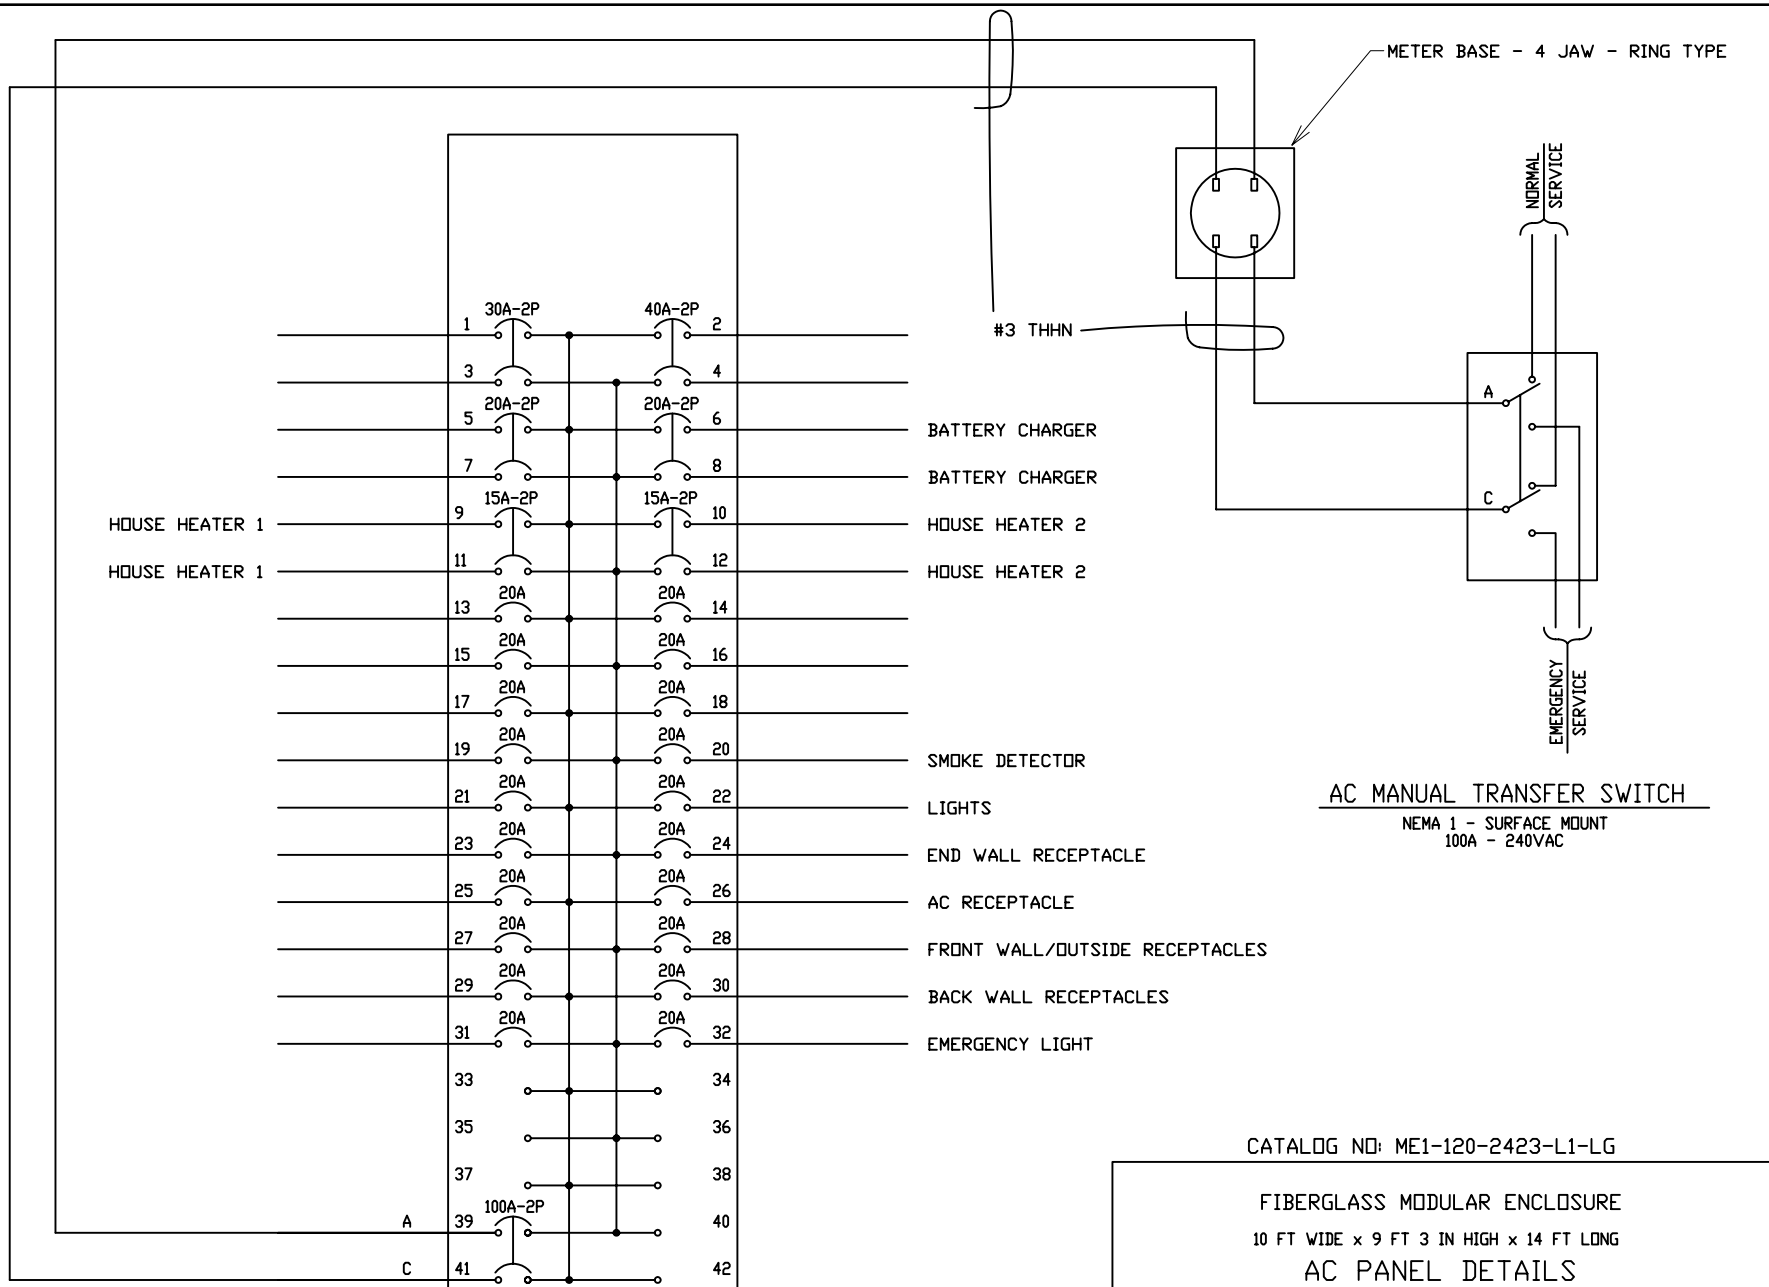 METER BASE - 4 JAW - RING TYPE
NORMAL
SERVICE
30A-2P 40A-2P
1 2
#3 THHN
3 4
20A-2P 20A-2P
5 6 BATTERY CHARGER
7 8 BATTERY CHARGER
15A-2P 15A-2P
HOUSE HEATER 1 9 10 HOUSE HEATER 2
HOUSE HEATER 1 11 12 HOUSE HEATER 2
20A 20A
13 14
20A 20A
15 16
20A 20A
17 18
20A 20A
19 20 SMOKE DETECTOR
20A 20A
21 22 LIGHTS
20A 20A
23 24 END WALL RECEPTACLE
20A 20A
25 26 AC RECEPTACLE
20A 20A
27 28 FRONT WALL/OUTSIDE RECEPTACLES
20A 20A
29 30 BACK WALL RECEPTACLES
20A 20A
31 32 EMERGENCY LIGHT
33 34
35 36
37 38
100A-2P
A 39 40
C 41 42
A
C
EMERGENCY
SERVICE
AC MANUAL TRANSFER SWITCH
NEMA 1 - SURFACE MOUNT
100A - 240VAC
CATALOG NO: ME1-120-2423-L1-LG
FIBERGLASS MODULAR ENCLOSURE
10 FT WIDE x 9 FT 3 IN HIGH x 14 FT LONG
AC PANEL DETAILS